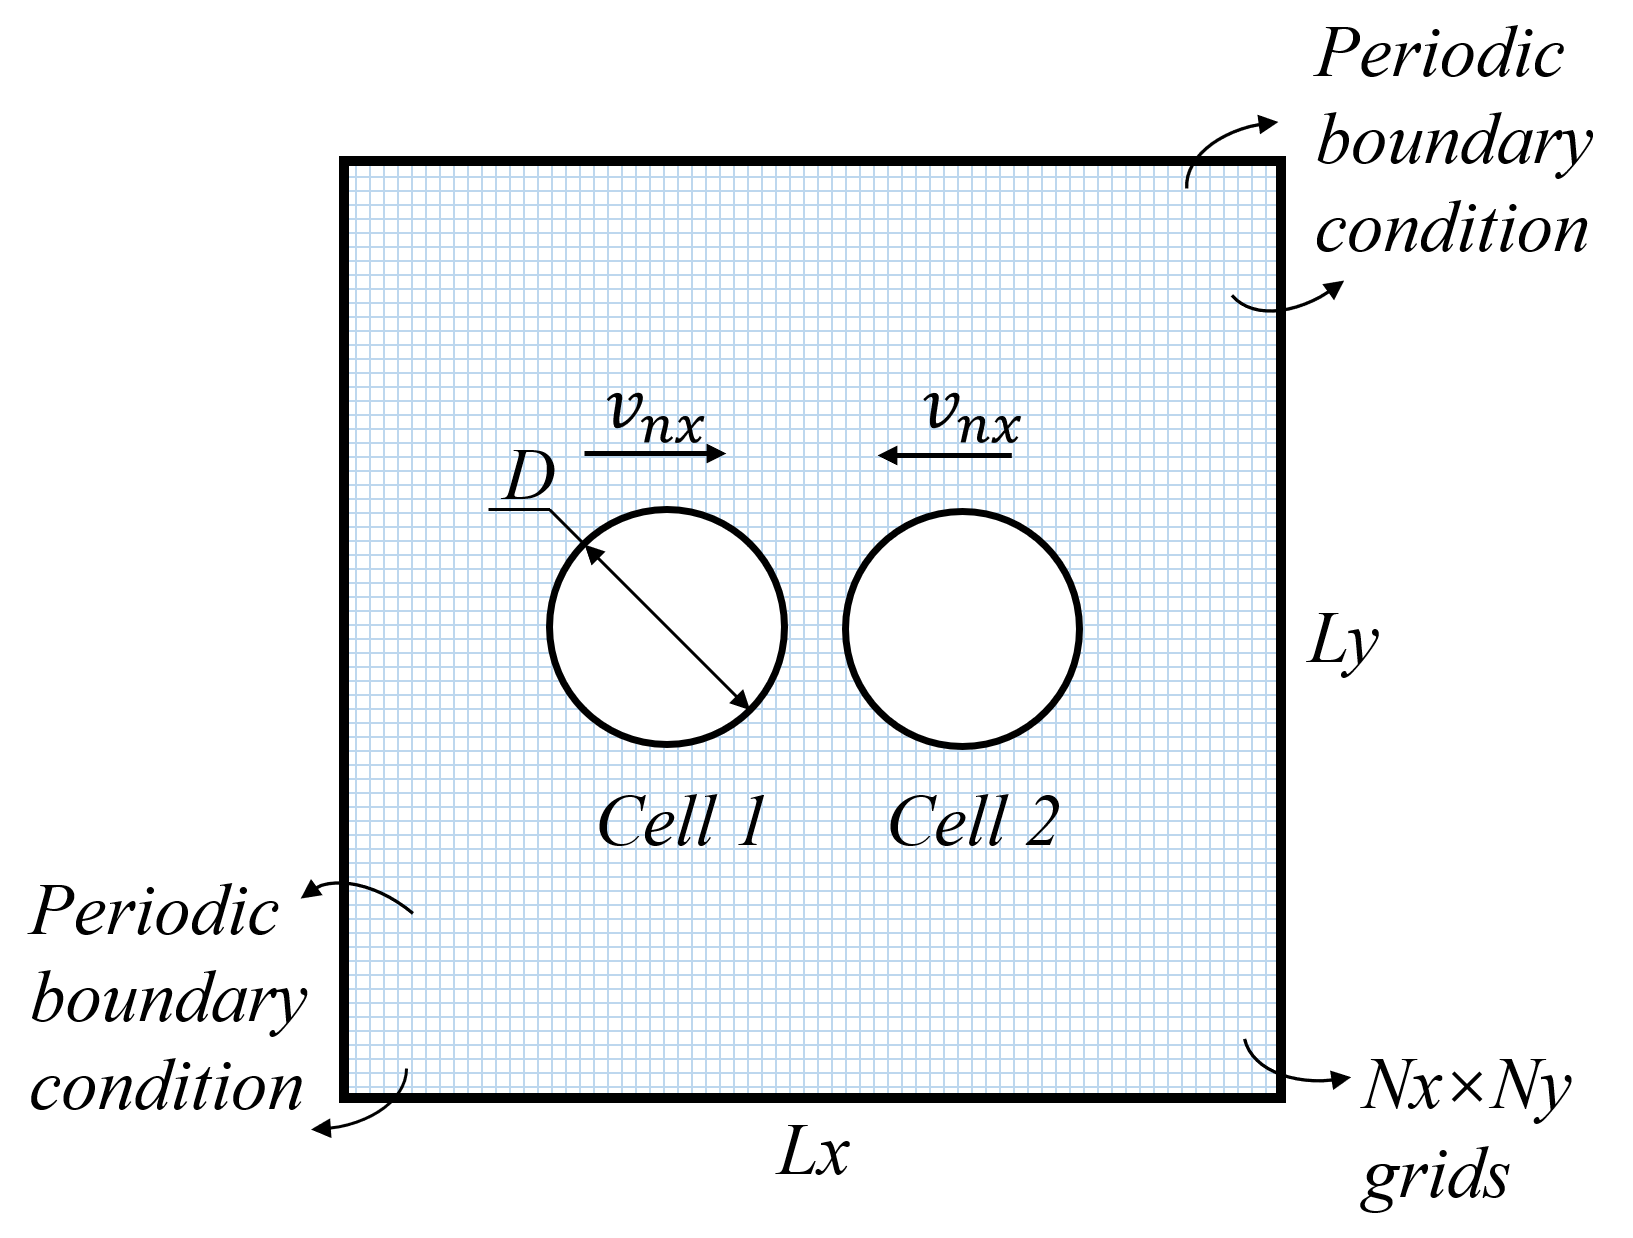 Periodic
boundary
condition
v_{nx}
v_{nx}
D
Ly
Cell 1
Cell 2
Periodic
boundary
condition
Lx
Nx×Ny
grids